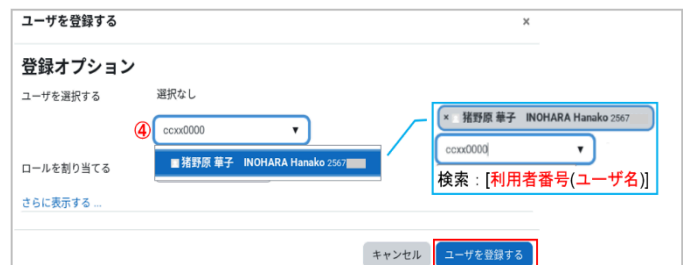 ユーザを登録する ×
登録オプション
ユーザを選択する 選択なし
④ ccxx0000 ▼
猪野原 華子 INOHARA Hanako 2567
ロールを割り当てる
さらに表示する ...
キャンセル ユーザを登録する
× 猪野原 華子 INOHARA Hanako 2567
ccxx0000 ▼
検索：[利用者番号(ユーザ名)]